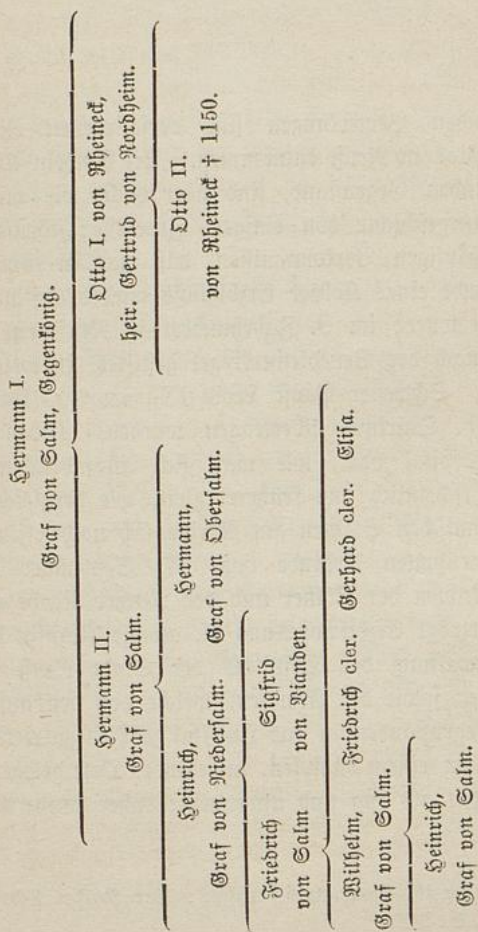 Hermann I.
Graf von Salm, Gegenkönig.
Hermann II.
Graf von Salm.
Otto I. von Rheineck,
heir. Gertrud von Nordheim.
Heinrich,
Graf von Niedersalm.
Hermann,
Graf von Obersalm.
Otto II.
von Rheineck † 1150.
Friedrich
von Salm
Sigfrid
von Vianden.
Wilhelm,
Graf von Salm.
Friedrich cler. Gerhard cler. Elisa.
Heinrich,
Graf von Salm.